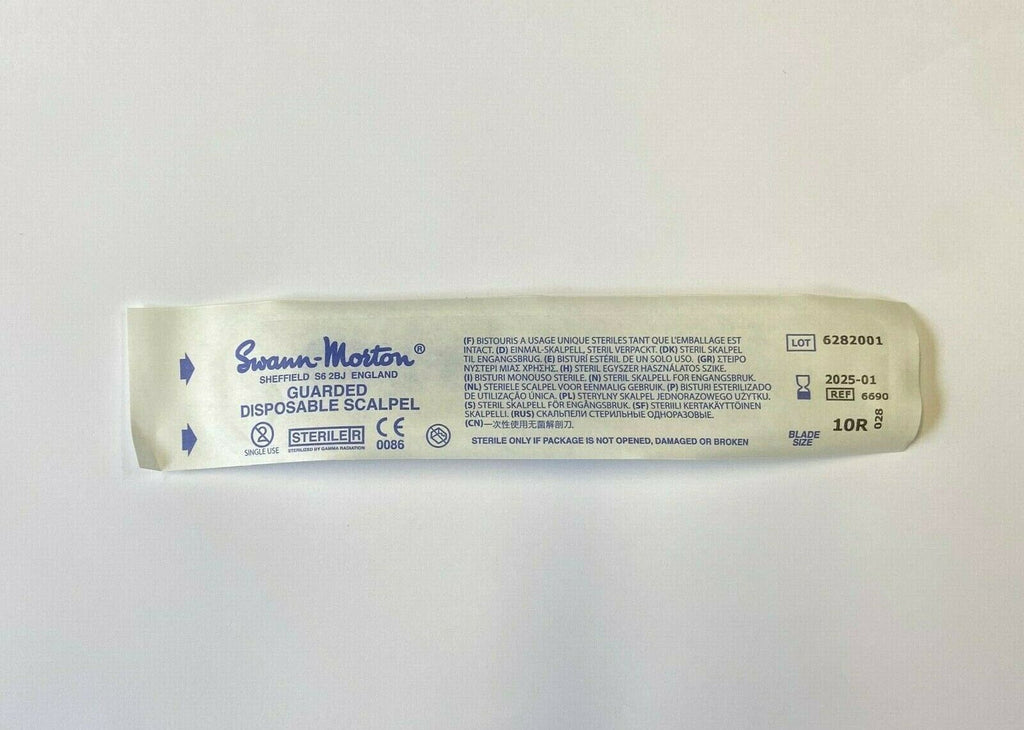 Swann-Morton®
SHEFFIELD S6 2BJ ENGLAND
GUARDED
DISPOSABLE SCALPEL
SINGLE USE
STERILE R
STERILIZED BY GAMMA RADIATION
CE
0086
(F) BISTOURIS A USAGE UNIQUE STERILES TANT QUE L'EMBALLAGE EST
INTACT. (D) EINMAL-SKALPELL, STERIL VERPACKT. (DK) STERIL SKALPEL
TIL ENGANGSBRUG. (E) BISTURÍ ESTÉRIL DE UN SOLO USO. (GR) ΣΤΕΙΡΟ
ΝΥΣΤΕΡΙ ΜΙΑΣ ΧΡΗΣΗΣ. (H) STERIL EGYSZER HASZNÁLATOS SZIKE.
(I) BISTURI MONOUSO STERILE. (N) STERIL SKALPELL FOR ENGANGSBRUK.
(NL) STERIELE SCALPEL VOOR EENMALIG GEBRUIK. (P) BISTURI ESTERILIZADO
DE UTILIZAÇÃO ÚNICA. (PL) STERYLNY SKALPEL JEDNORAZOWEGO UZYTKU.
(S) STERIL SKALPELL FÖR ENGÅNGSBRUK. (SF) STERIILI KERTAKÄYTTÖINEN
SKALPELLI. (RUS) СКАЛЬПЕЛИ СТЕРИЛЬНЫЕ ОДНОРАЗОВЫЕ.
(CN)一次性使用无菌解剖刀.
STERILE ONLY IF PACKAGE IS NOT OPENED, DAMAGED OR BROKEN
LOT 6282001
2025-01
REF 6690
BLADE
SIZE
10R
028